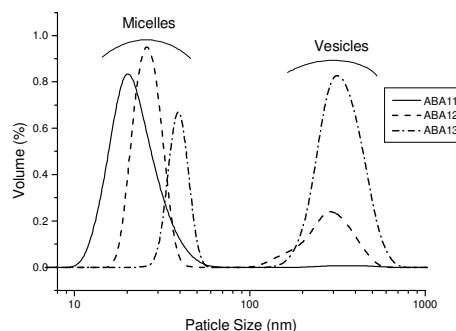 Micelles
Vesicles
1.0
0.8
0.6
0.4
0.2
0.0
Volume (%)
ABA11
ABA12
ABA13
10
100
1000
Paticle Size (nm)